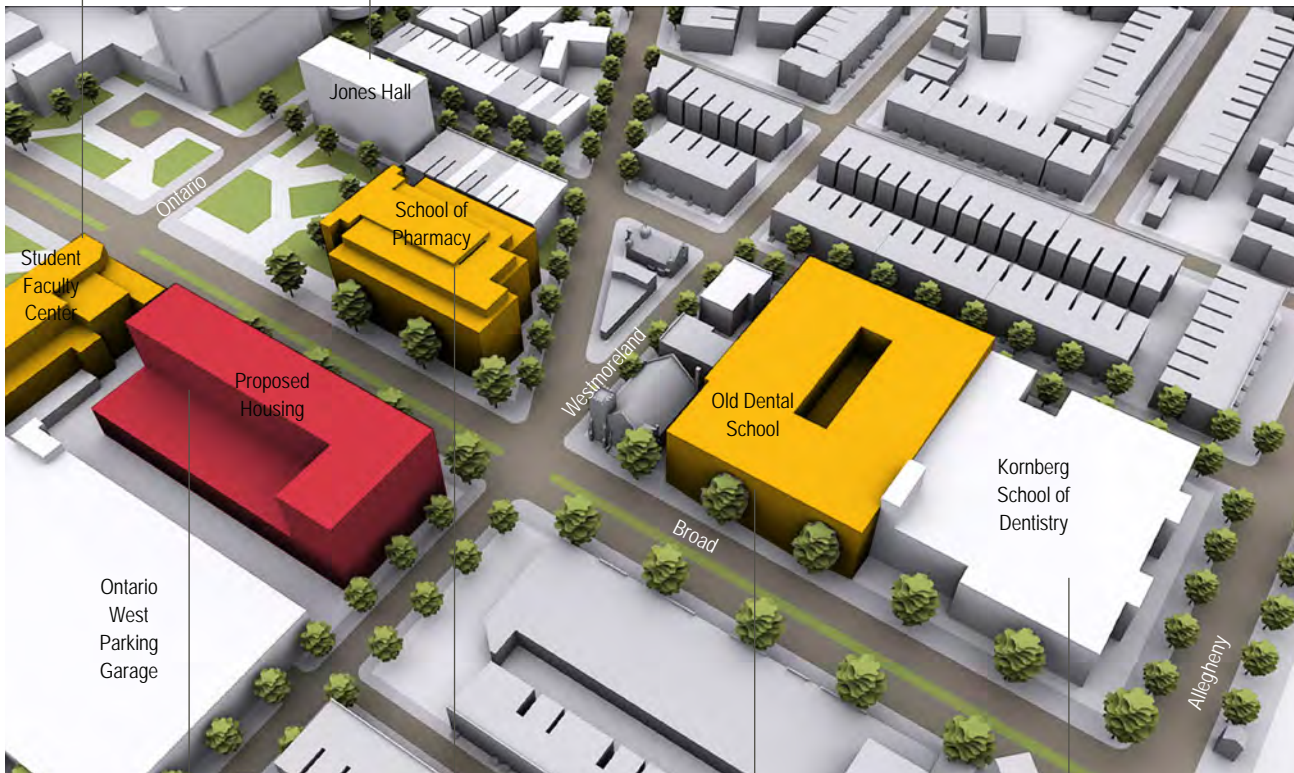 Jones Hall
Ontario
School of
Pharmacy
Student
Faculty
Center
Westmoreland
Proposed
Housing
Old Dental
School
Kornberg
School of
Dentistry
Broad
Ontario
West
Parking
Garage
Allegheny